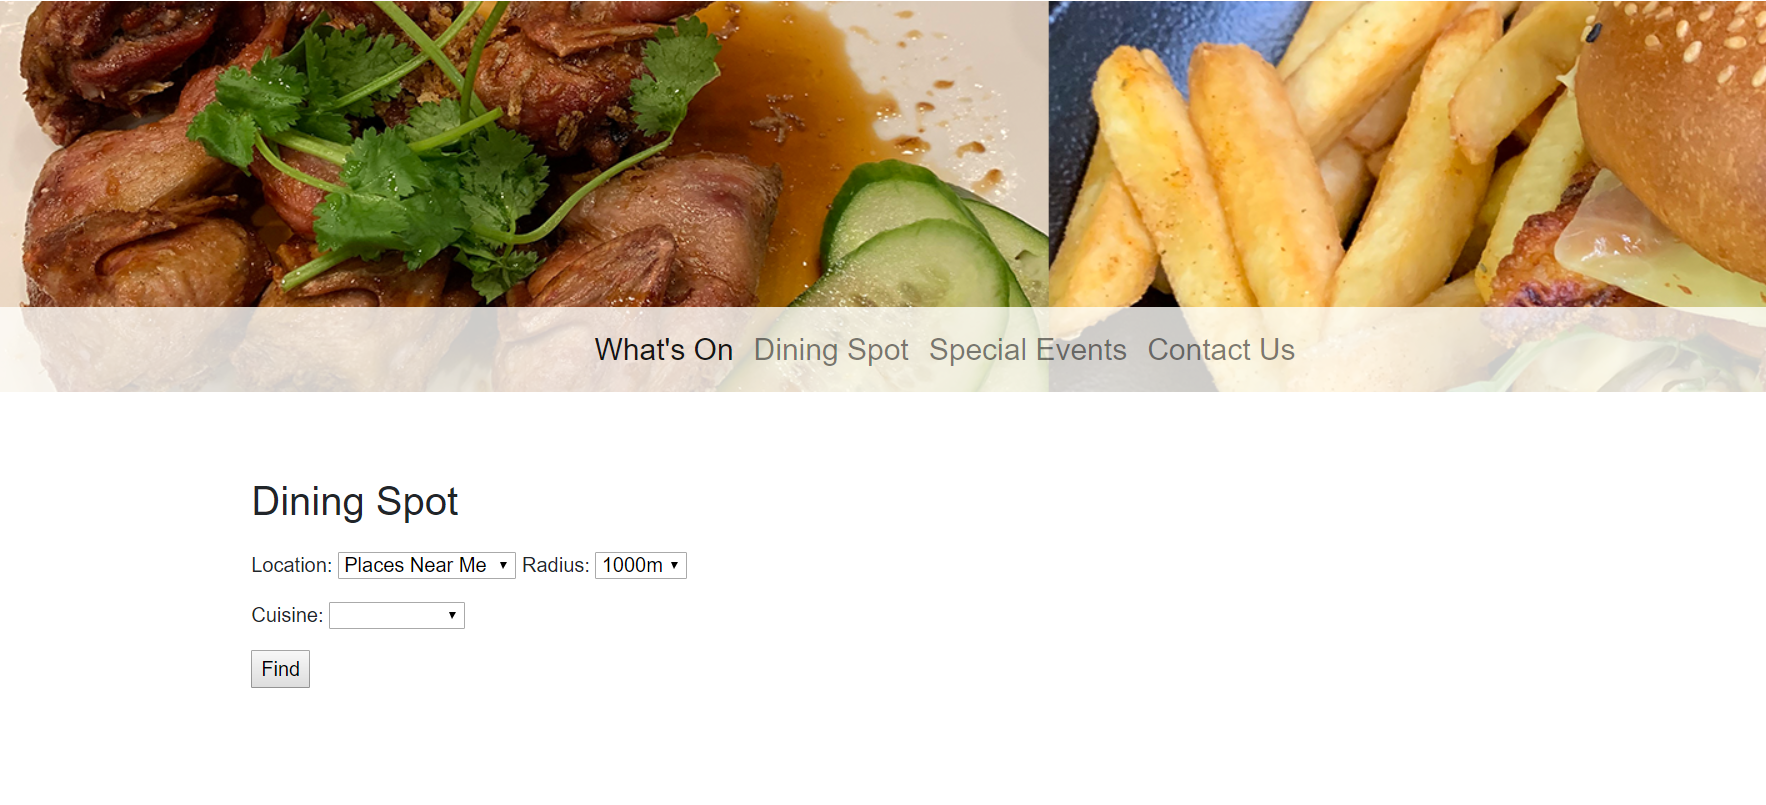 What's On Dining Spot Special Events Contact Us
Dining Spot
Location: Places Near Me Radius: 1000m
Cuisine:
Find